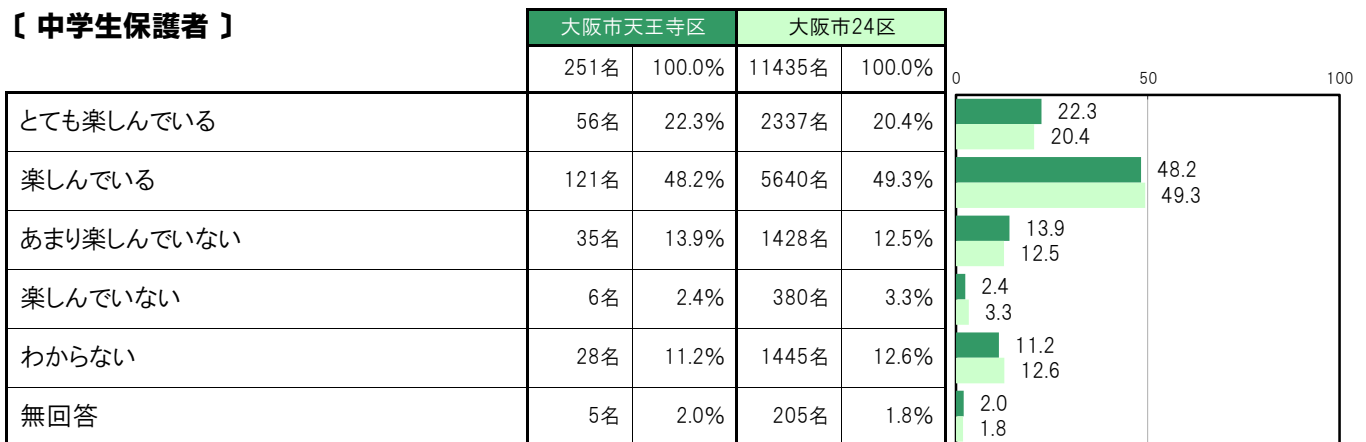 〔 中学生保護者 〕
大阪市天王寺区 大阪市24区
251名 100.0% 11435名 100.0%
0 50 100
とても楽しんでいる 56名 22.3% 2337名 20.4% 22.3
20.4
楽しんでいる 121名 48.2% 5640名 49.3% 48.2
49.3
あまり楽しんでいない 35名 13.9% 1428名 12.5% 13.9
12.5
楽しんでいない 6名 2.4% 380名 3.3% 2.4
3.3
わからない 28名 11.2% 1445名 12.6% 11.2
12.6
無回答 5名 2.0% 205名 1.8% 2.0
1.8